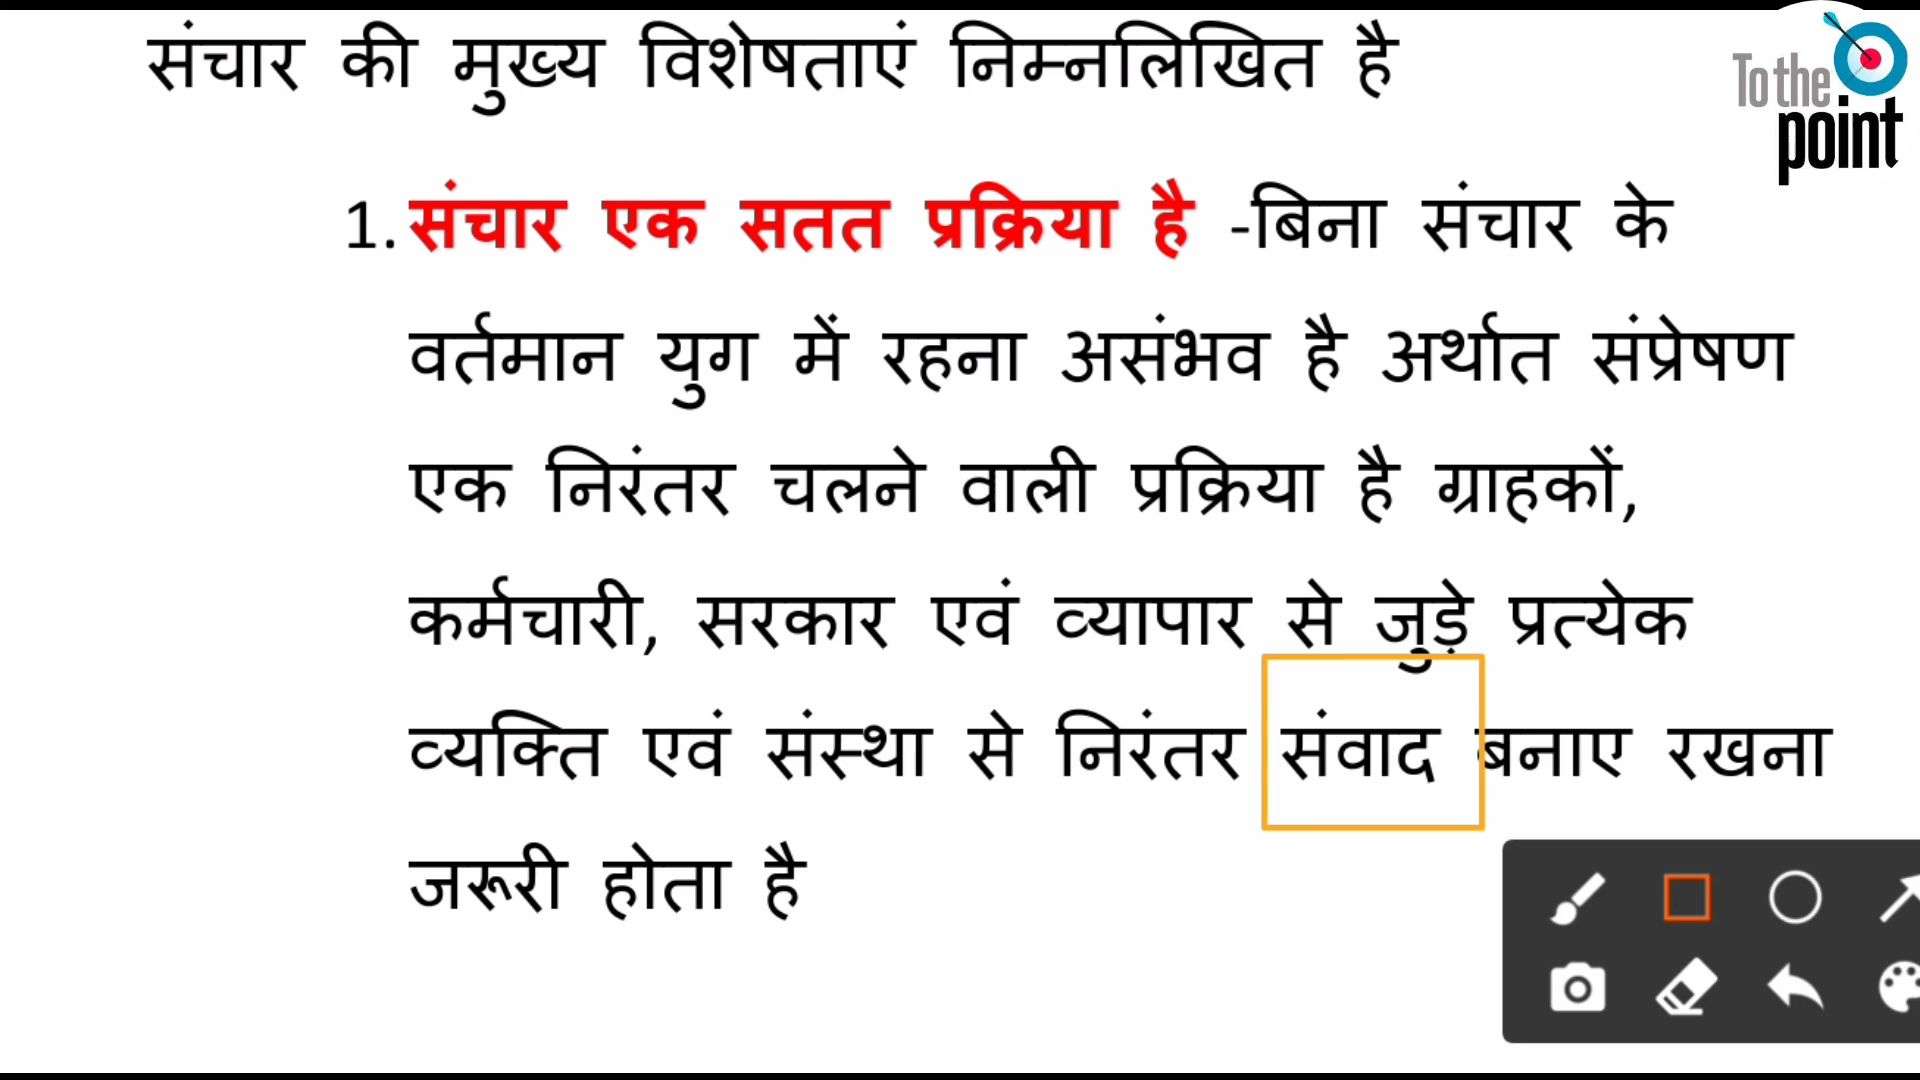 संचार की मुख्य विशेषताएं निम्नलिखित है
To the
point
1. संचार एक सतत प्रक्रिया है -बिना संचार के
वर्तमान युग में रहना असंभव है अर्थात संप्रेषण
एक निरंतर चलने वाली प्रक्रिया है ग्राहकों,
कर्मचारी, सरकार एवं व्यापार से जुड़े प्रत्येक
व्यक्ति एवं संस्था से निरंतर संवाद बनाए रखना
जरूरी होता है